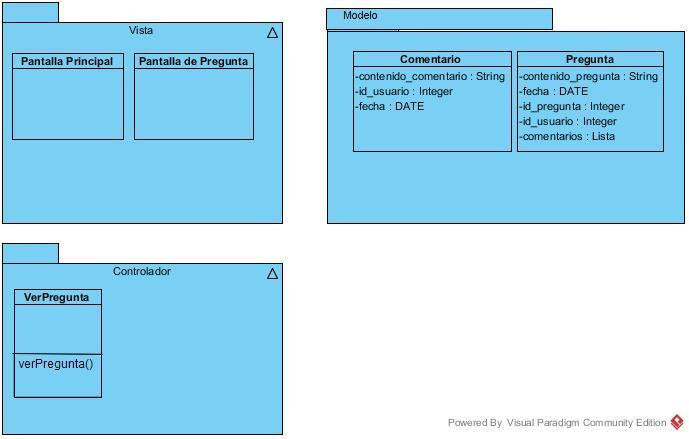 Vista
Pantalla Principal
Pantalla de Pregunta
Modelo
Comentario
-contenido_comentario : String
-id_usuario : Integer
-fecha : DATE
Pregunta
-contenido_pregunta : String
-fecha : DATE
-id_pregunta : Integer
-id_usuario : Integer
-comentarios : Lista
Controlador
VerPregunta
verPregunta()
Powered By Visual Paradigm Community Edition